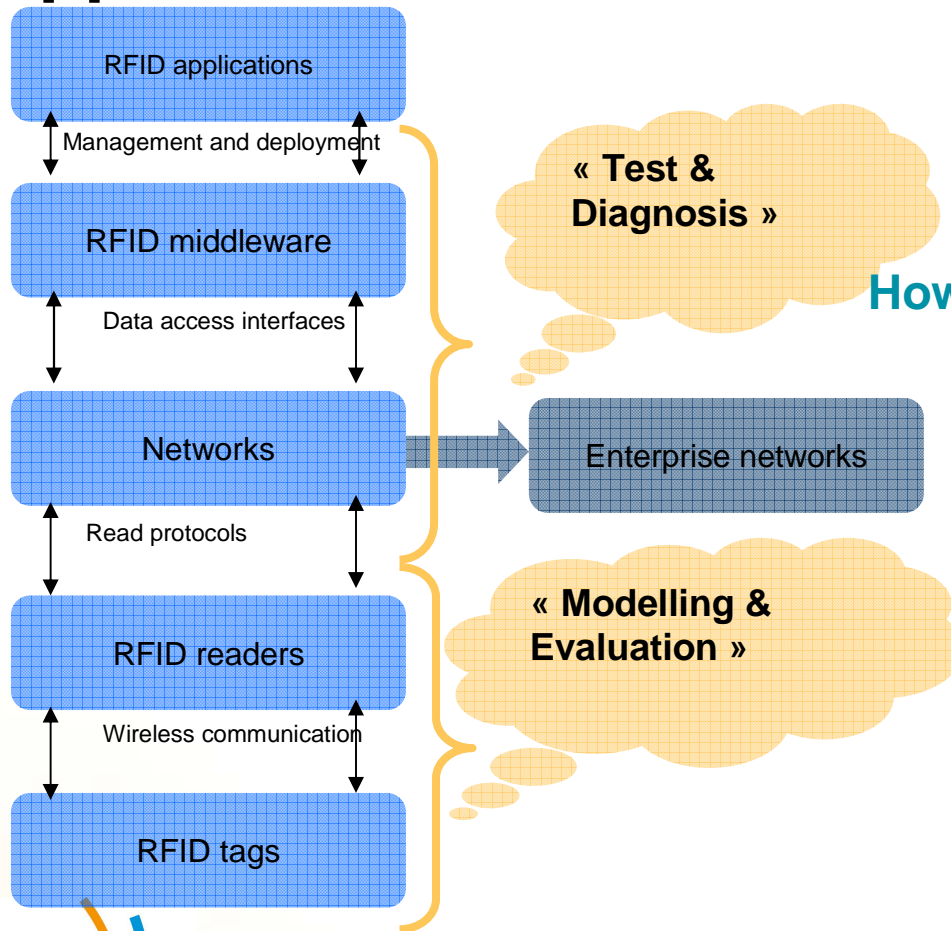 RFID applications
Management and deployment
RFID middleware
Data access interfaces
Networks
Read protocols
RFID readers
Wireless communication
RFID tags
« Test &
Diagnosis »
How
Enterprise networks
« Modelling &
Evaluation »